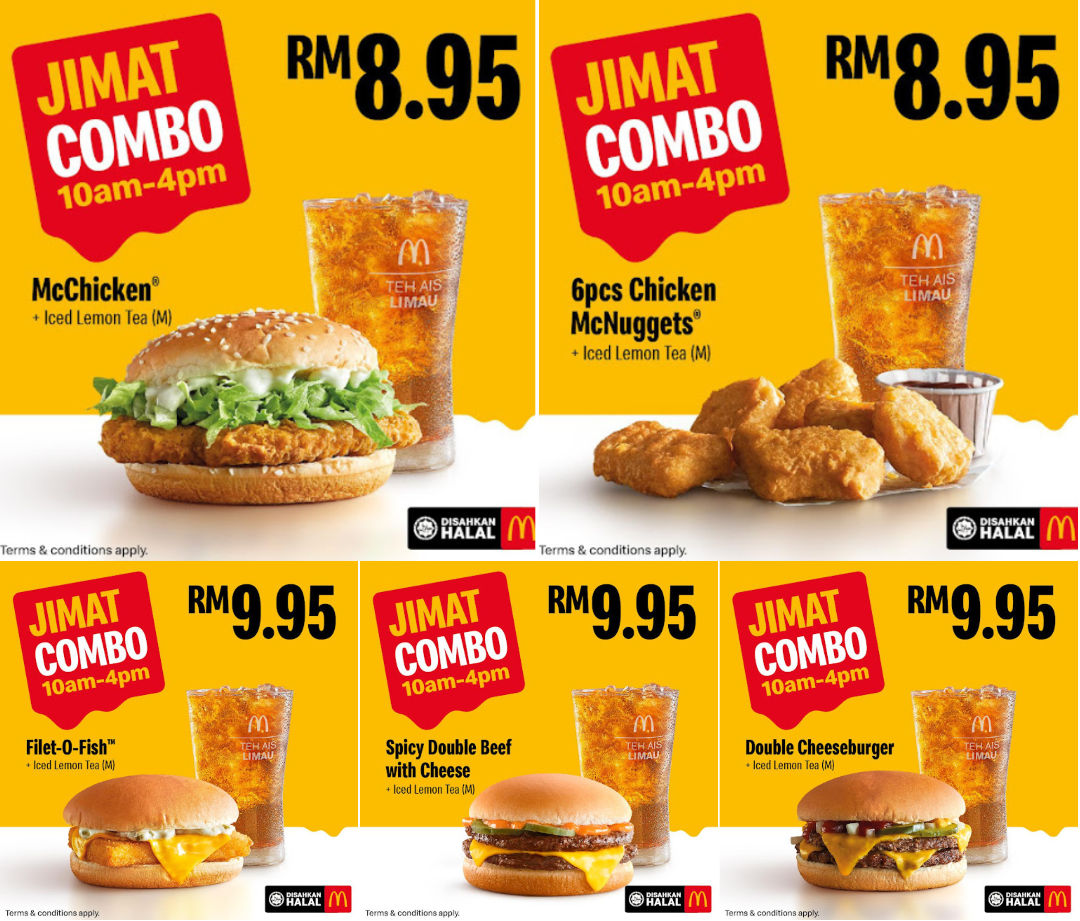 JIMAT
COMBO
10am-4pm
RM8.95
McChicken®
+ Iced Lemon Tea (M)
TEH AIS
LIMAU
DISAHKAN
HALAL
Terms & conditions apply.
JIMAT
COMBO
10am-4pm
RM8.95
6pcs Chicken
McNuggets®
+ Iced Lemon Tea (M)
TEH AIS
LIMAU
DISAHKAN
HALAL
Terms & conditions apply.
JIMAT
COMBO
10am-4pm
RM9.95
Filet-O-Fish™
+ Iced Lemon Tea (M)
TEH AIS
LIMAU
DISAHKAN
HALAL
Terms & conditions apply.
JIMAT
COMBO
10am-4pm
RM9.95
Spicy Double Beef
with Cheese
+ Iced Lemon Tea (M)
TEH AIS
LIMAU
DISAHKAN
HALAL
Terms & conditions apply.
JIMAT
COMBO
10am-4pm
RM9.95
Double Cheeseburger
+ Iced Lemon Tea (M)
TEH AIS
LIMAU
DISAHKAN
HALAL
Terms & conditions apply.